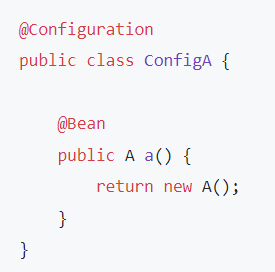 @Configuration
public class ConfigA {
    @Bean
    public A a() {
        return new A();
    }
}